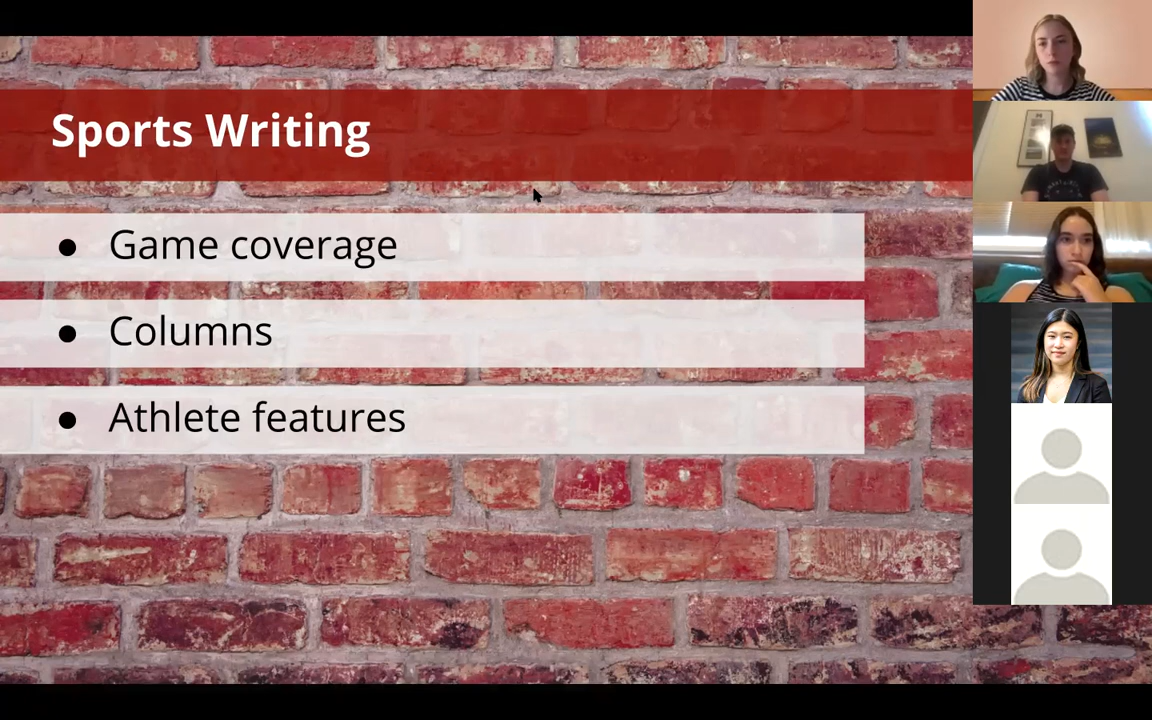 Sports Writing
● Game coverage
● Columns
● Athlete features